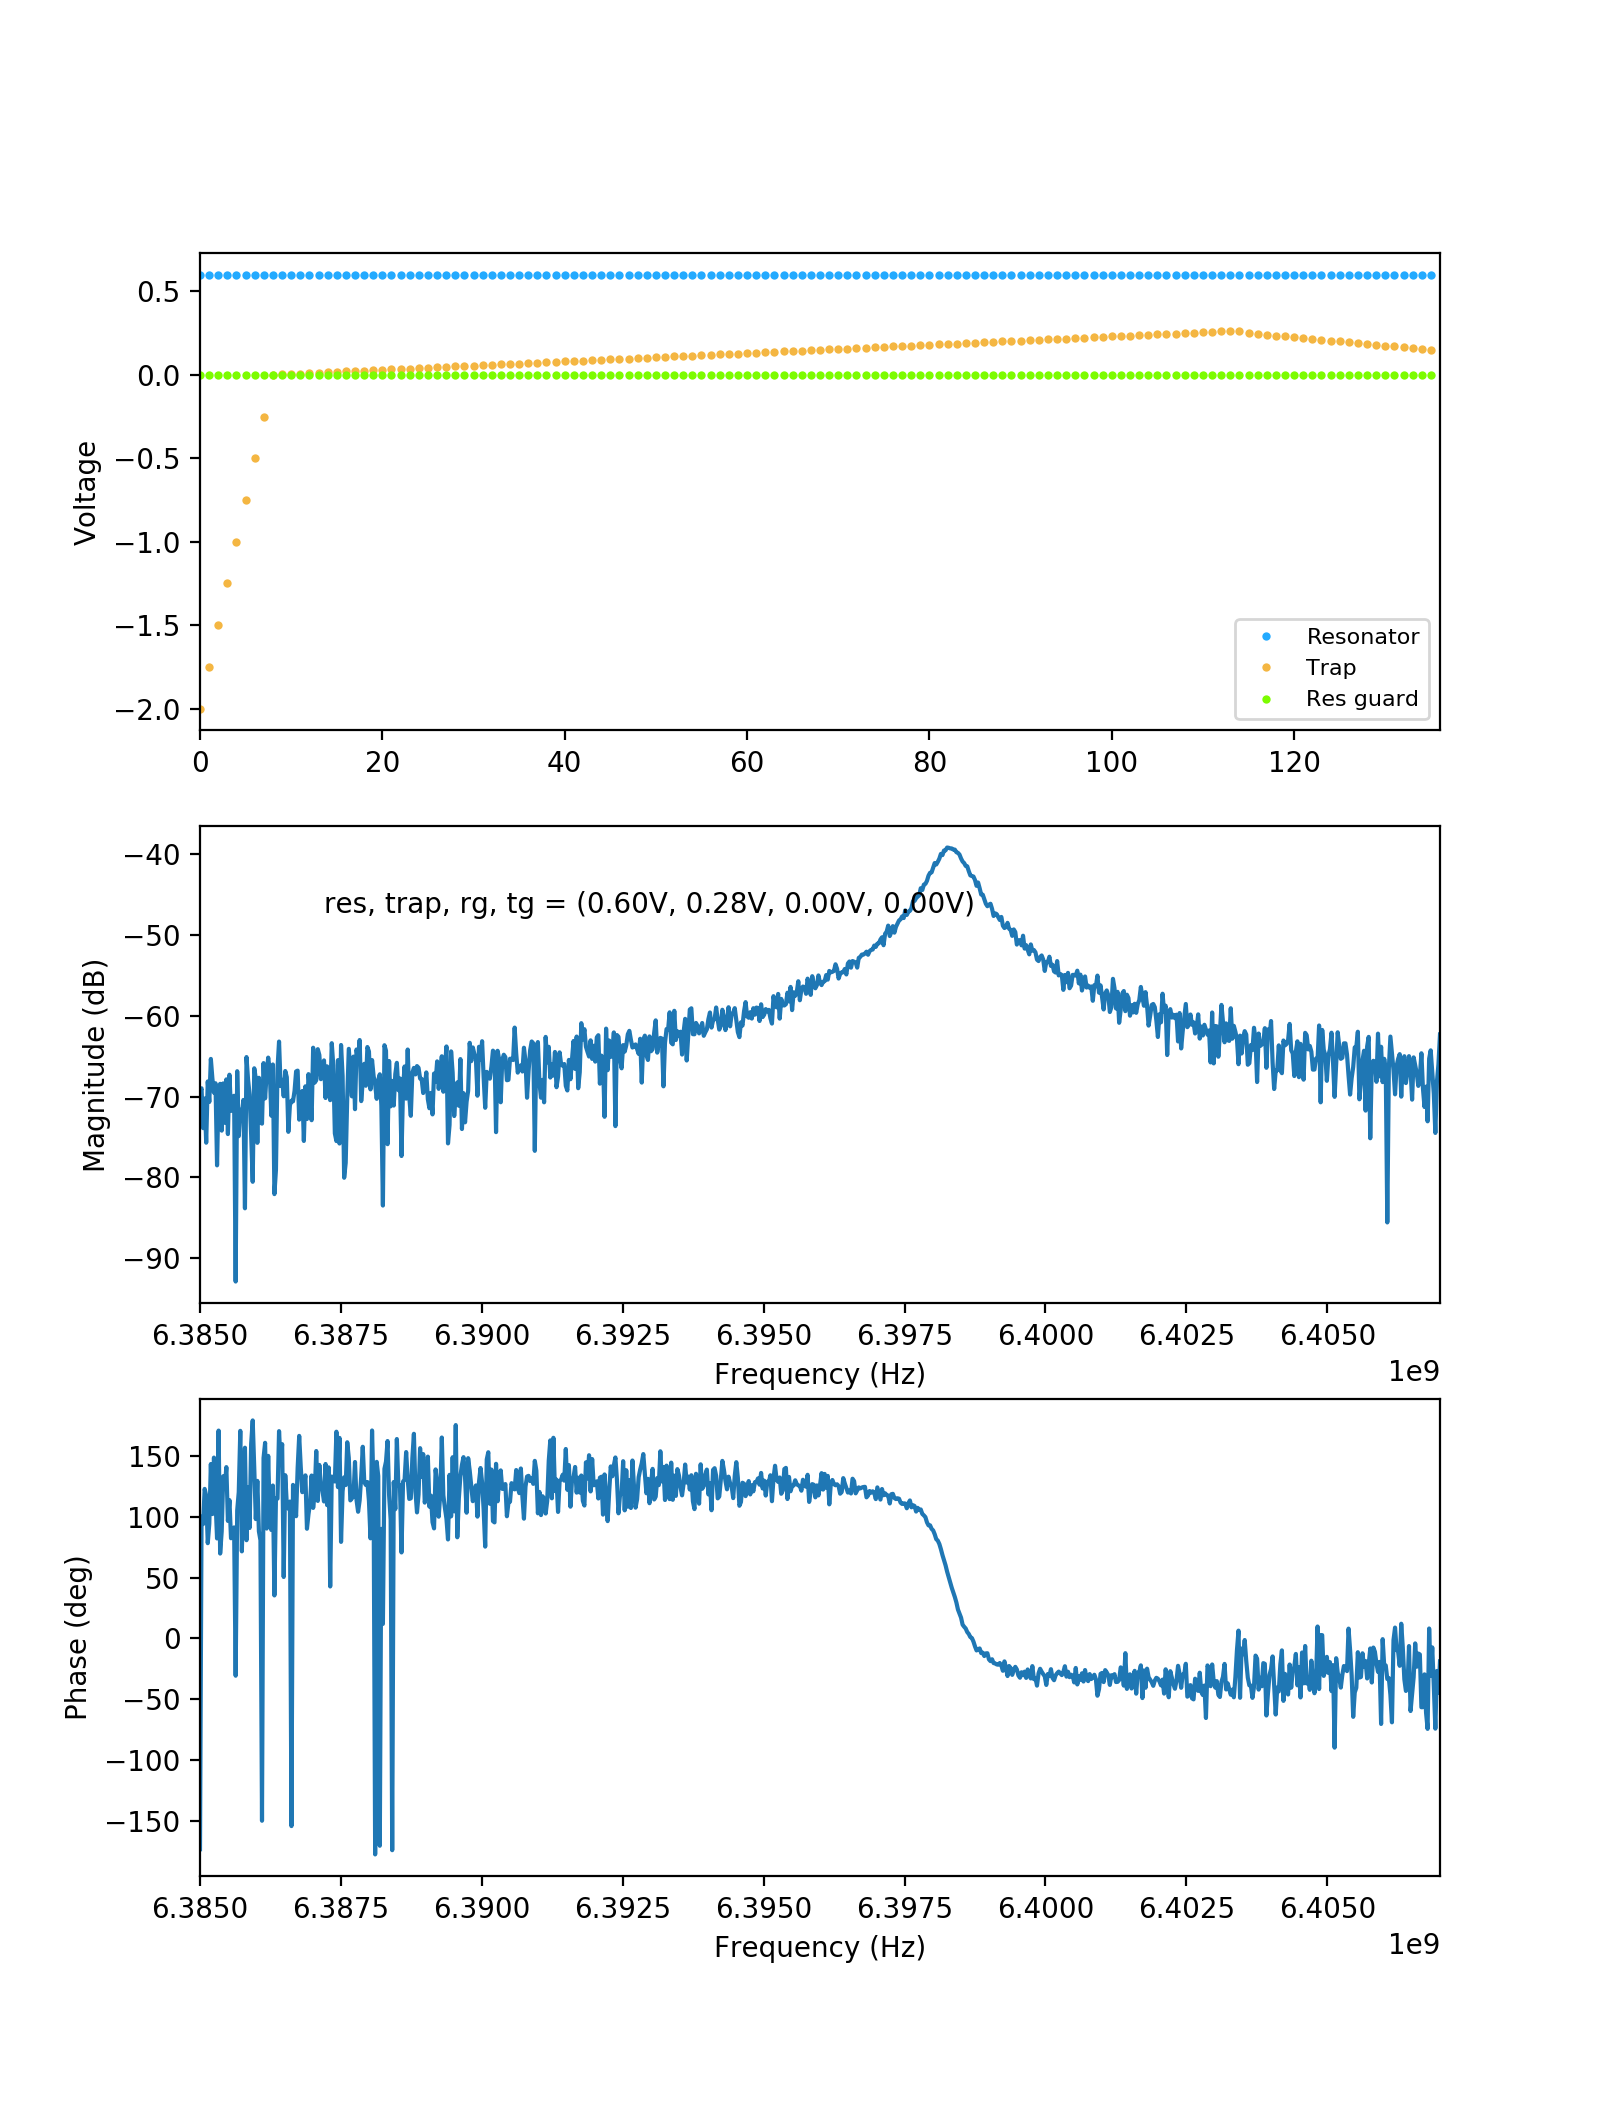 0.5
0.0
−0.5
−1.0
−1.5
−2.0
Voltage
Resonator
Trap
Res guard
0 20 40 60 80 100 120
−40
−50
−60
−70
−80
−90
Magnitude (dB)
res, trap, rg, tg = (0.60V, 0.28V, 0.00V, 0.00V)
6.3850 6.3875 6.3900 6.3925 6.3950 6.3975 6.4000 6.4025 6.4050
Frequency (Hz)
1e9
150
100
50
0
−50
−100
−150
Phase (deg)
6.3850 6.3875 6.3900 6.3925 6.3950 6.3975 6.4000 6.4025 6.4050
Frequency (Hz)
1e9